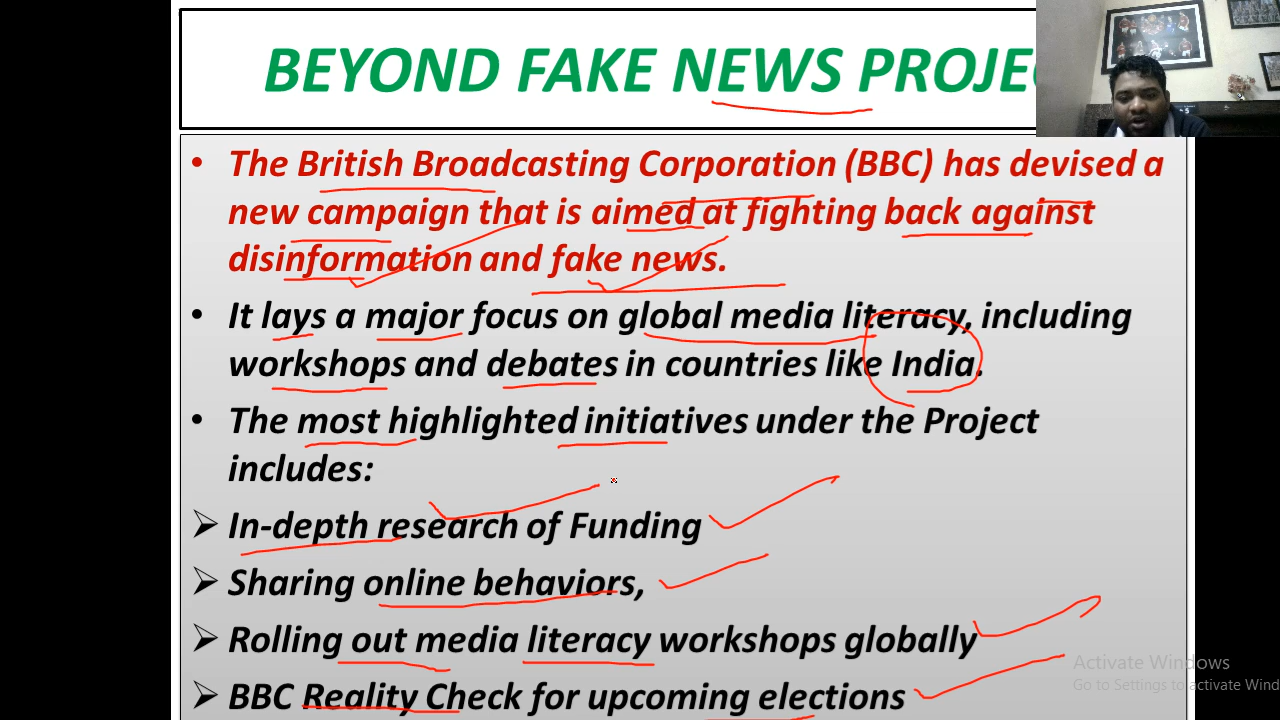 BEYOND FAKE NEWS PROJE
• The British Broadcasting Corporation (BBC) has devised a
new campaign that is aimed at fighting back against
disinformation and fake news.
• It lays a major focus on global media literacy, including
workshops and debates in countries like India.
• The most highlighted initiatives under the Project
includes:
➢ In-depth research of Funding
➢ Sharing online behaviors,
➢ Rolling out media literacy workshops globally
➢ BBC Reality Check for upcoming elections
Activate Windows
Go to Settings to activate Wind